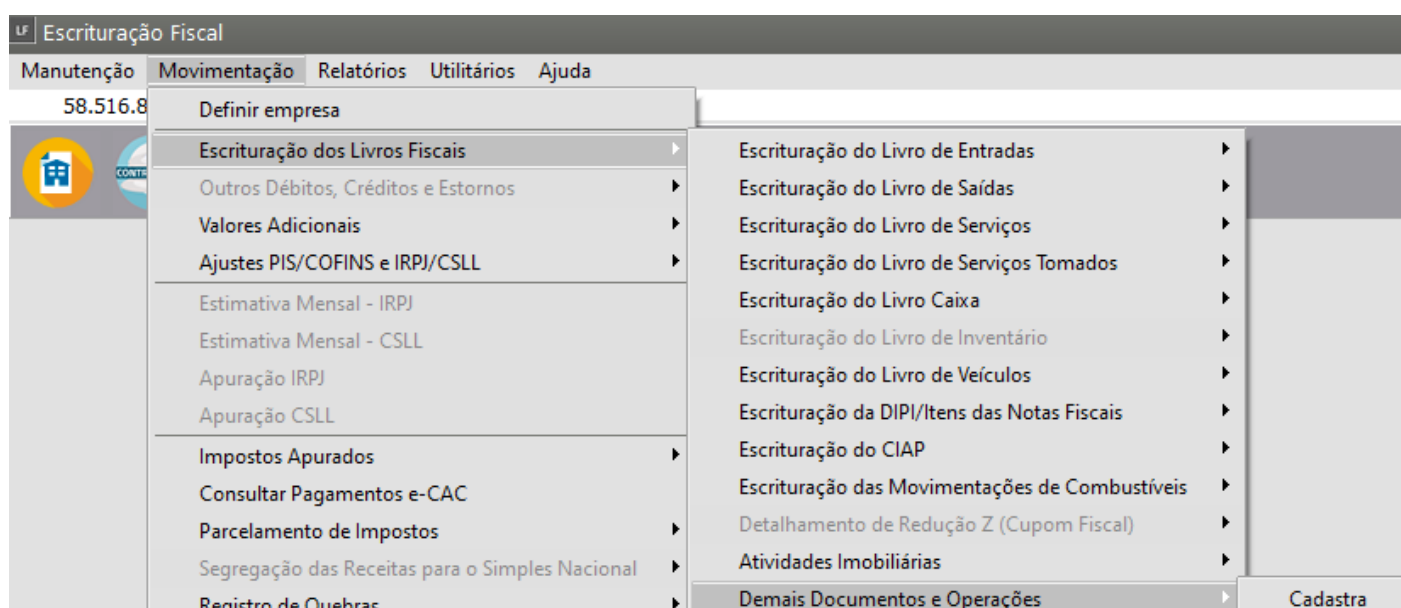 LF Escrituração Fiscal
Manutenção Movimentação Relatórios Utilitários Ajuda
58.516.8
Definir empresa
Escrituração dos Livros Fiscais
Outros Débitos, Créditos e Estornos
Valores Adicionais
Ajustes PIS/COFINS e IRPJ/CSLL
Estimativa Mensal - IRPJ
Estimativa Mensal - CSLL
Apuração IRPJ
Apuração CSLL
Impostos Apurados
Consultar Pagamentos e-CAC
Parcelamento de Impostos
Segregação das Receitas para o Simples Nacional
Registro de Quebras
CONTR
Escrituração do Livro de Entradas
Escrituração do Livro de Saídas
Escrituração do Livro de Serviços
Escrituração do Livro de Serviços Tomados
Escrituração do Livro Caixa
Escrituração do Livro de Inventário
Escrituração do Livro de Veículos
Escrituração da DIPI/Itens das Notas Fiscais
Escrituração do CIAP
Escrituração das Movimentações de Combustíveis
Detalhamento de Redução Z (Cupom Fiscal)
Atividades Imobiliárias
Demais Documentos e Operações
Cadastra